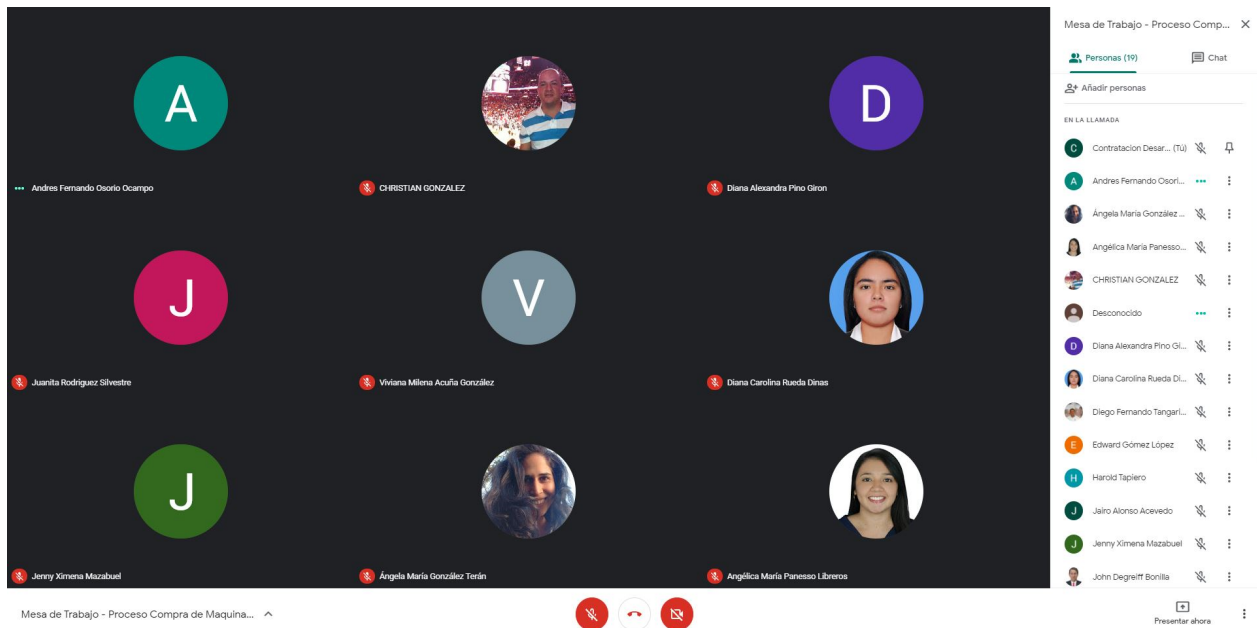 A
D
Andres Fernando Osorio Ocampo
CHRISTIAN GONZALEZ
Diana Alexandra Pino Giron
J
V
Juanita Rodriguez Silvestre
Viviana Milena Acuña González
Diana Carolina Rueda Dinas
J
Jenny Ximena Mazabuel
Ángela María González Terán
Angélica María Panesso Libreros
Mesa de Trabajo - Proceso Compra de Maquina...
Presentar ahora
Mesa de Trabajo - Proceso Comp...
Personas (19)
Chat
Añadir personas
EN LA LLAMADA
C Contratacion Desar... (Tú)
A Andres Fernando Osori...
Ángela María González ...
Angélica María Panesso...
CHRISTIAN GONZALEZ
Desconocido
D Diana Alexandra Pino Gi...
Diana Carolina Rueda Di...
Diego Fernando Tangari...
E Edward Gómez López
H Harold Tapiero
J Jairo Alonso Acevedo
J Jenny Ximena Mazabuel
John Degreiff Bonilla